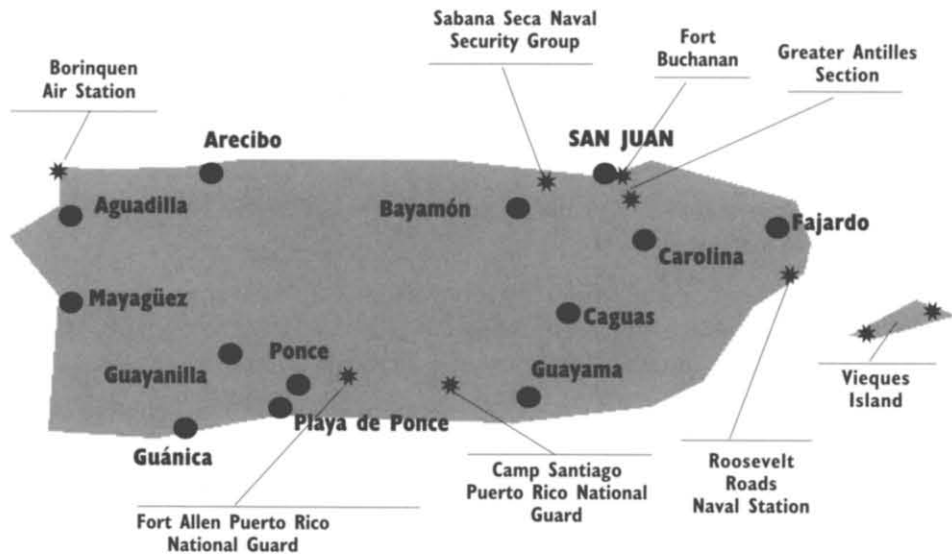 Sabana Seca Naval
Security Group
Fort
Buchanan
Greater Antilles
Section
Borinquen
Air Station
Arecibo
SAN JUAN
Aguadilla
Bayamón
Fajardo
Carolina
Mayagüez
Caguas
Guayanilla
Ponce
Guayama
Vieques
Island
Playa de Ponce
Guánica
Camp Santiago
Puerto Rico National
Guard
Roosevelt
Roads
Naval Station
Fort Allen Puerto Rico
National Guard